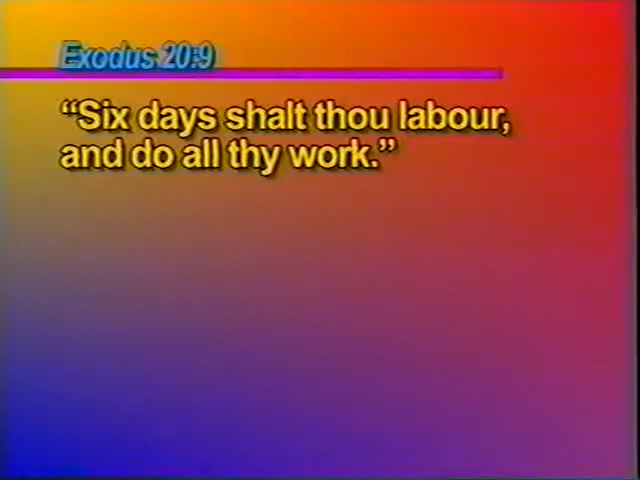 Exodus 20:9
“Six days shalt thou labour,
and do all thy work.”